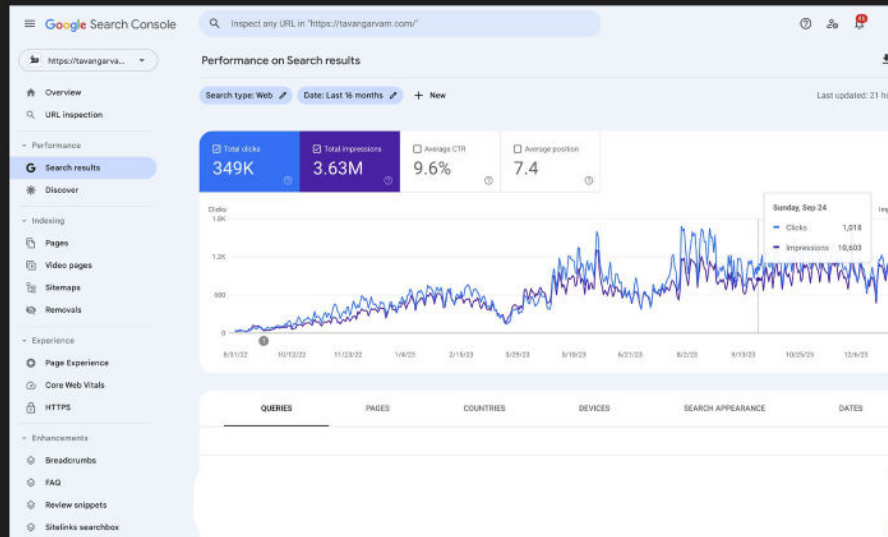 Google Search Console
Inspect any URL in "https://tavangarvam.com/"
https://tavangarva...
Performance on Search results
Overview
Search type: Web
Date: Last 16 months
+ New
Last updated: 21 ho
URL inspection
Performance
Total clicks
Total impressions
Average CTR
Average position
Search results
349K
3.63M
9.6%
7.4
Discover
Indexing
Pages
Video pages
Sitemaps
Removals
Clicks
1.8K
1.2K
600
0
Sunday, Sep 24
Clicks 1,018
Impressions 10,603
Imp
8/31/22 10/12/22 11/23/22 1/4/23 2/15/23 3/29/23 5/10/23 6/21/23 8/2/23 9/13/23 10/25/23 12/6/23
Experience
Page Experience
Core Web Vitals
HTTPS
QUERIES PAGES COUNTRIES DEVICES SEARCH APPEARANCE DATES
Enhancements
Breadcrumbs
FAQ
Review snippets
Sitelinks searchbox